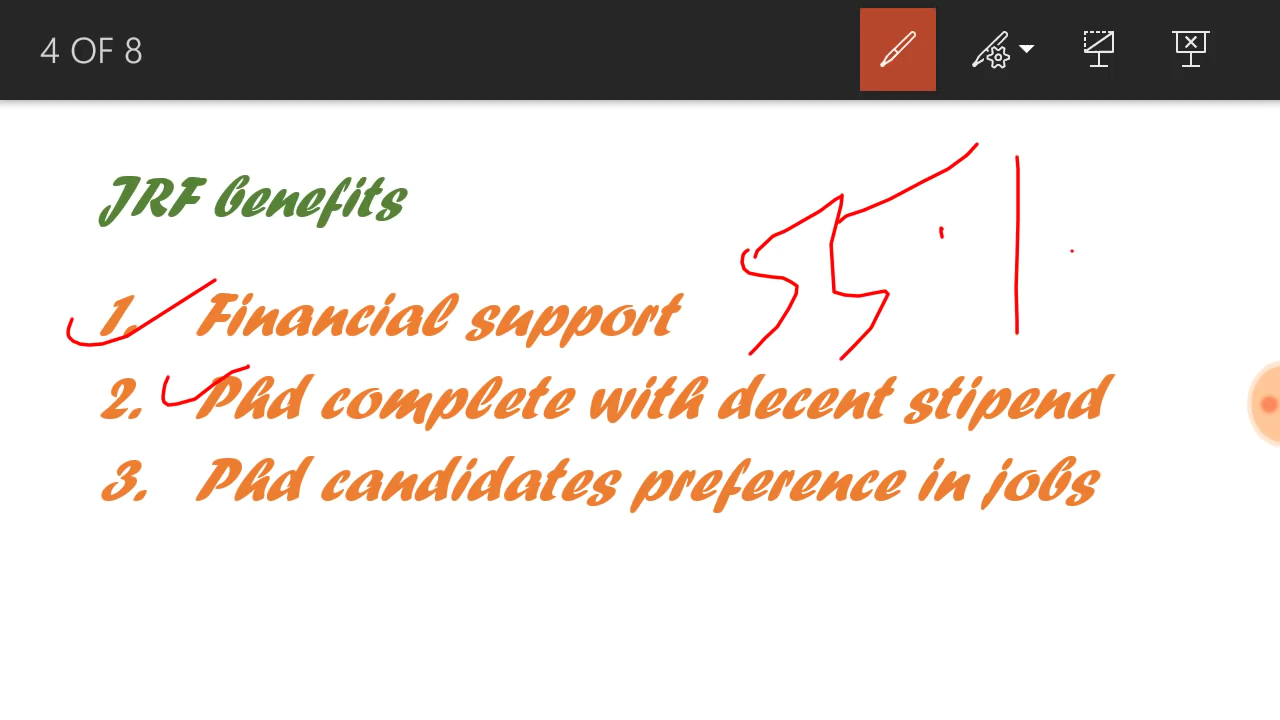 4 OF 8
JRF benefits
55%
1. Financial support
2. Phd complete with decent stipend
3. Phd candidates preference in jobs